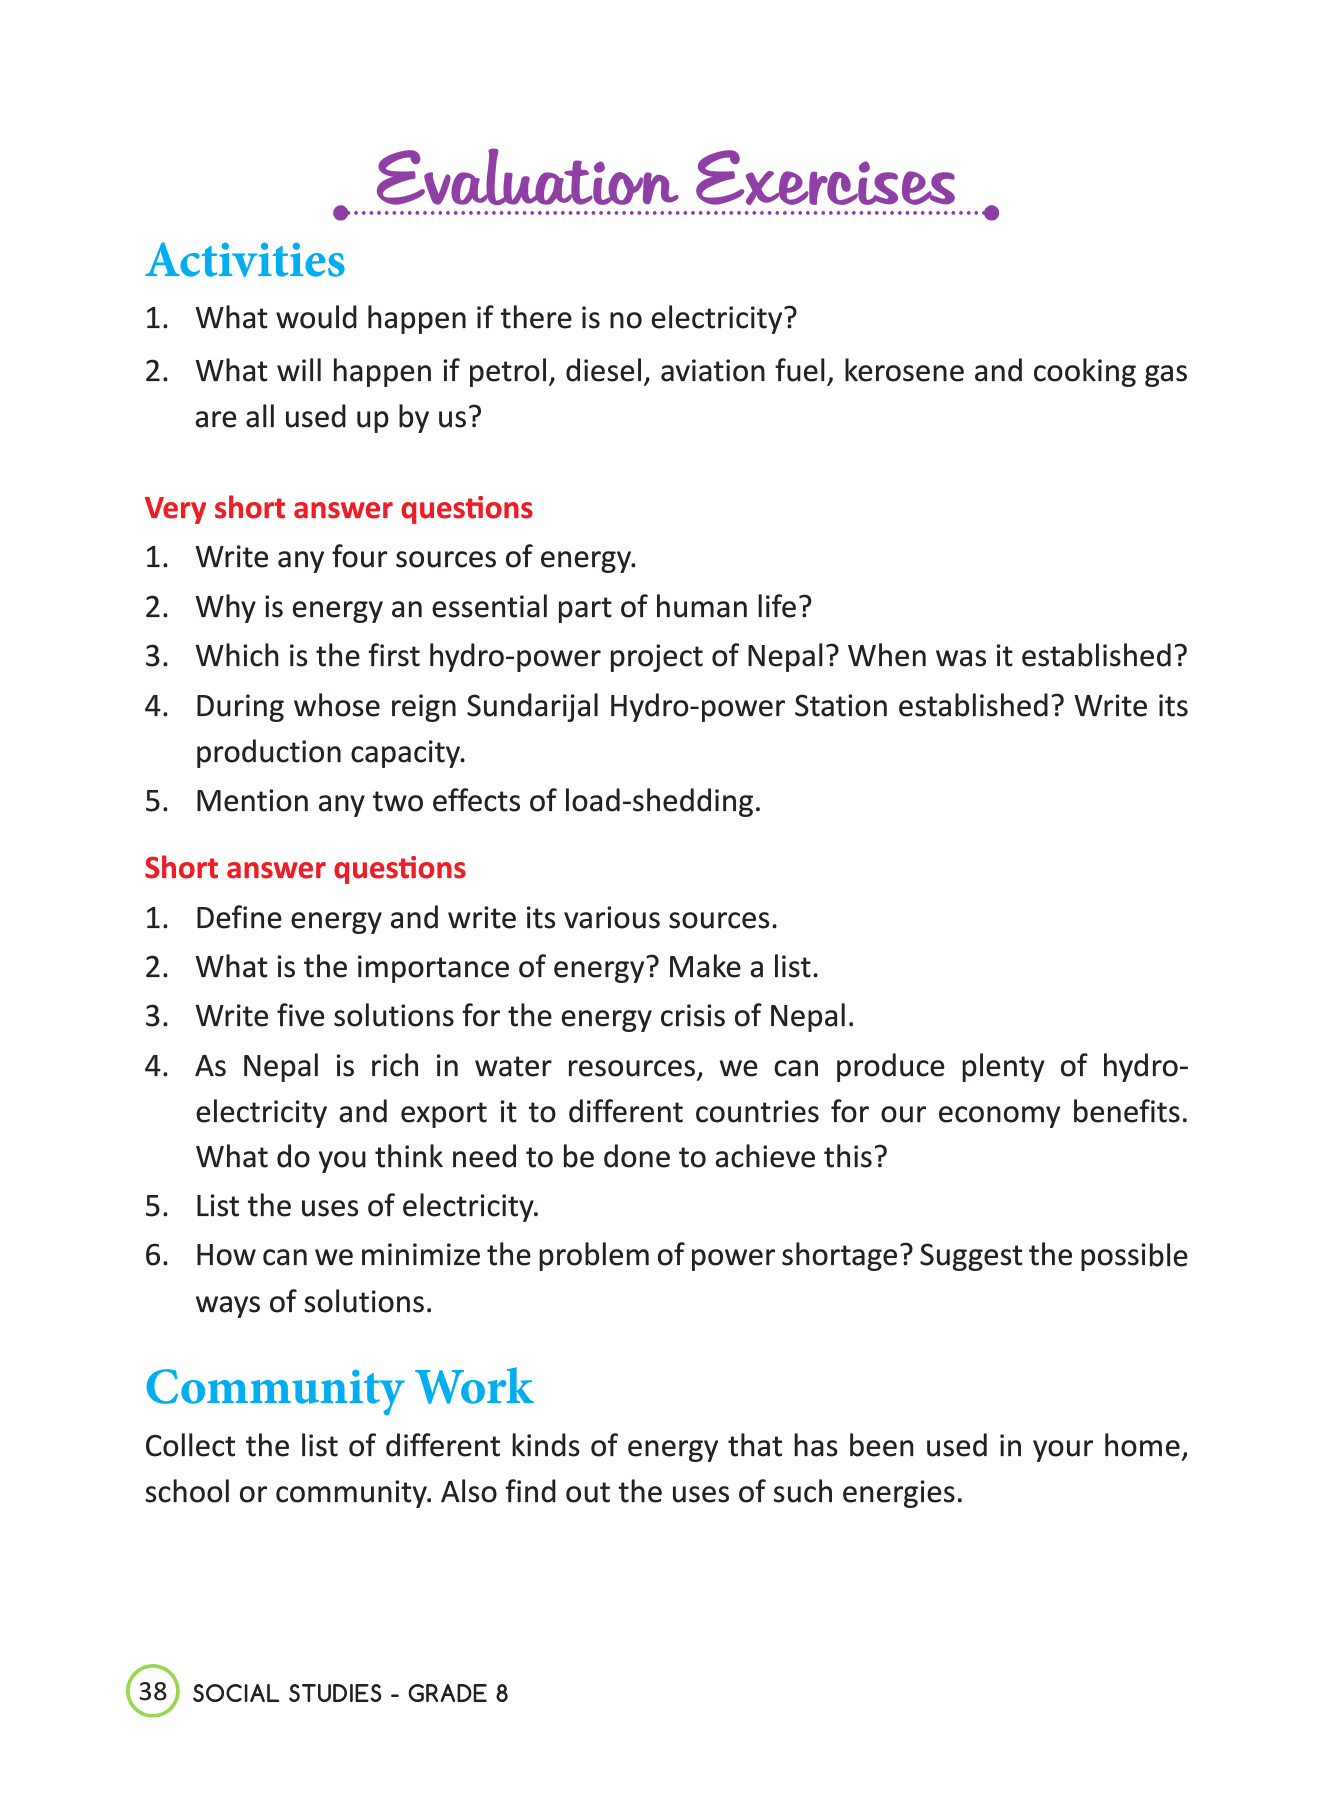 Evaluation Exercises
Activities
1. What would happen if there is no electricity?
2. What will happen if petrol, diesel, aviation fuel, kerosene and cooking gas
are all used up by us?
Very short answer questions
1. Write any four sources of energy.
2. Why is energy an essential part of human life?
3. Which is the first hydro-power project of Nepal? When was it established?
4. During whose reign Sundarijal Hydro-power Station established? Write its
production capacity.
5. Mention any two effects of load-shedding.
Short answer questions
1. Define energy and write its various sources.
2. What is the importance of energy? Make a list.
3. Write five solutions for the energy crisis of Nepal.
4. As Nepal is rich in water resources, we can produce plenty of hydro-
electricity and export it to different countries for our economy benefits.
What do you think need to be done to achieve this?
5. List the uses of electricity.
6. How can we minimize the problem of power shortage? Suggest the possible
ways of solutions.
Community Work
Collect the list of different kinds of energy that has been used in your home,
school or community. Also find out the uses of such energies.
38 SOCIAL STUDIES - GRADE 8